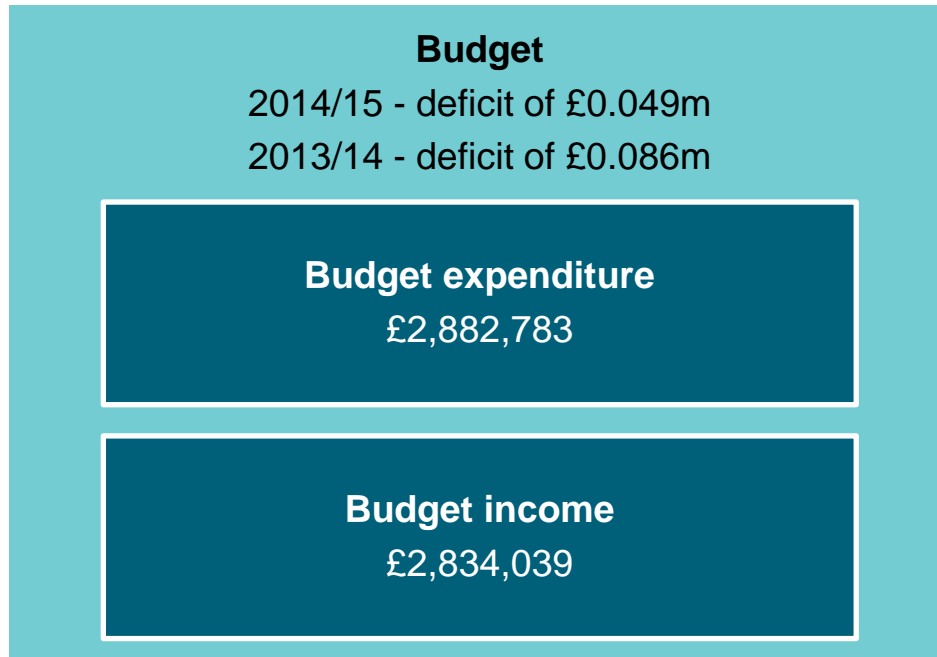 Budget
2014/15 - deficit of £0.049m
2013/14 - deficit of £0.086m
Budget expenditure
£2,882,783
Budget income
£2,834,039